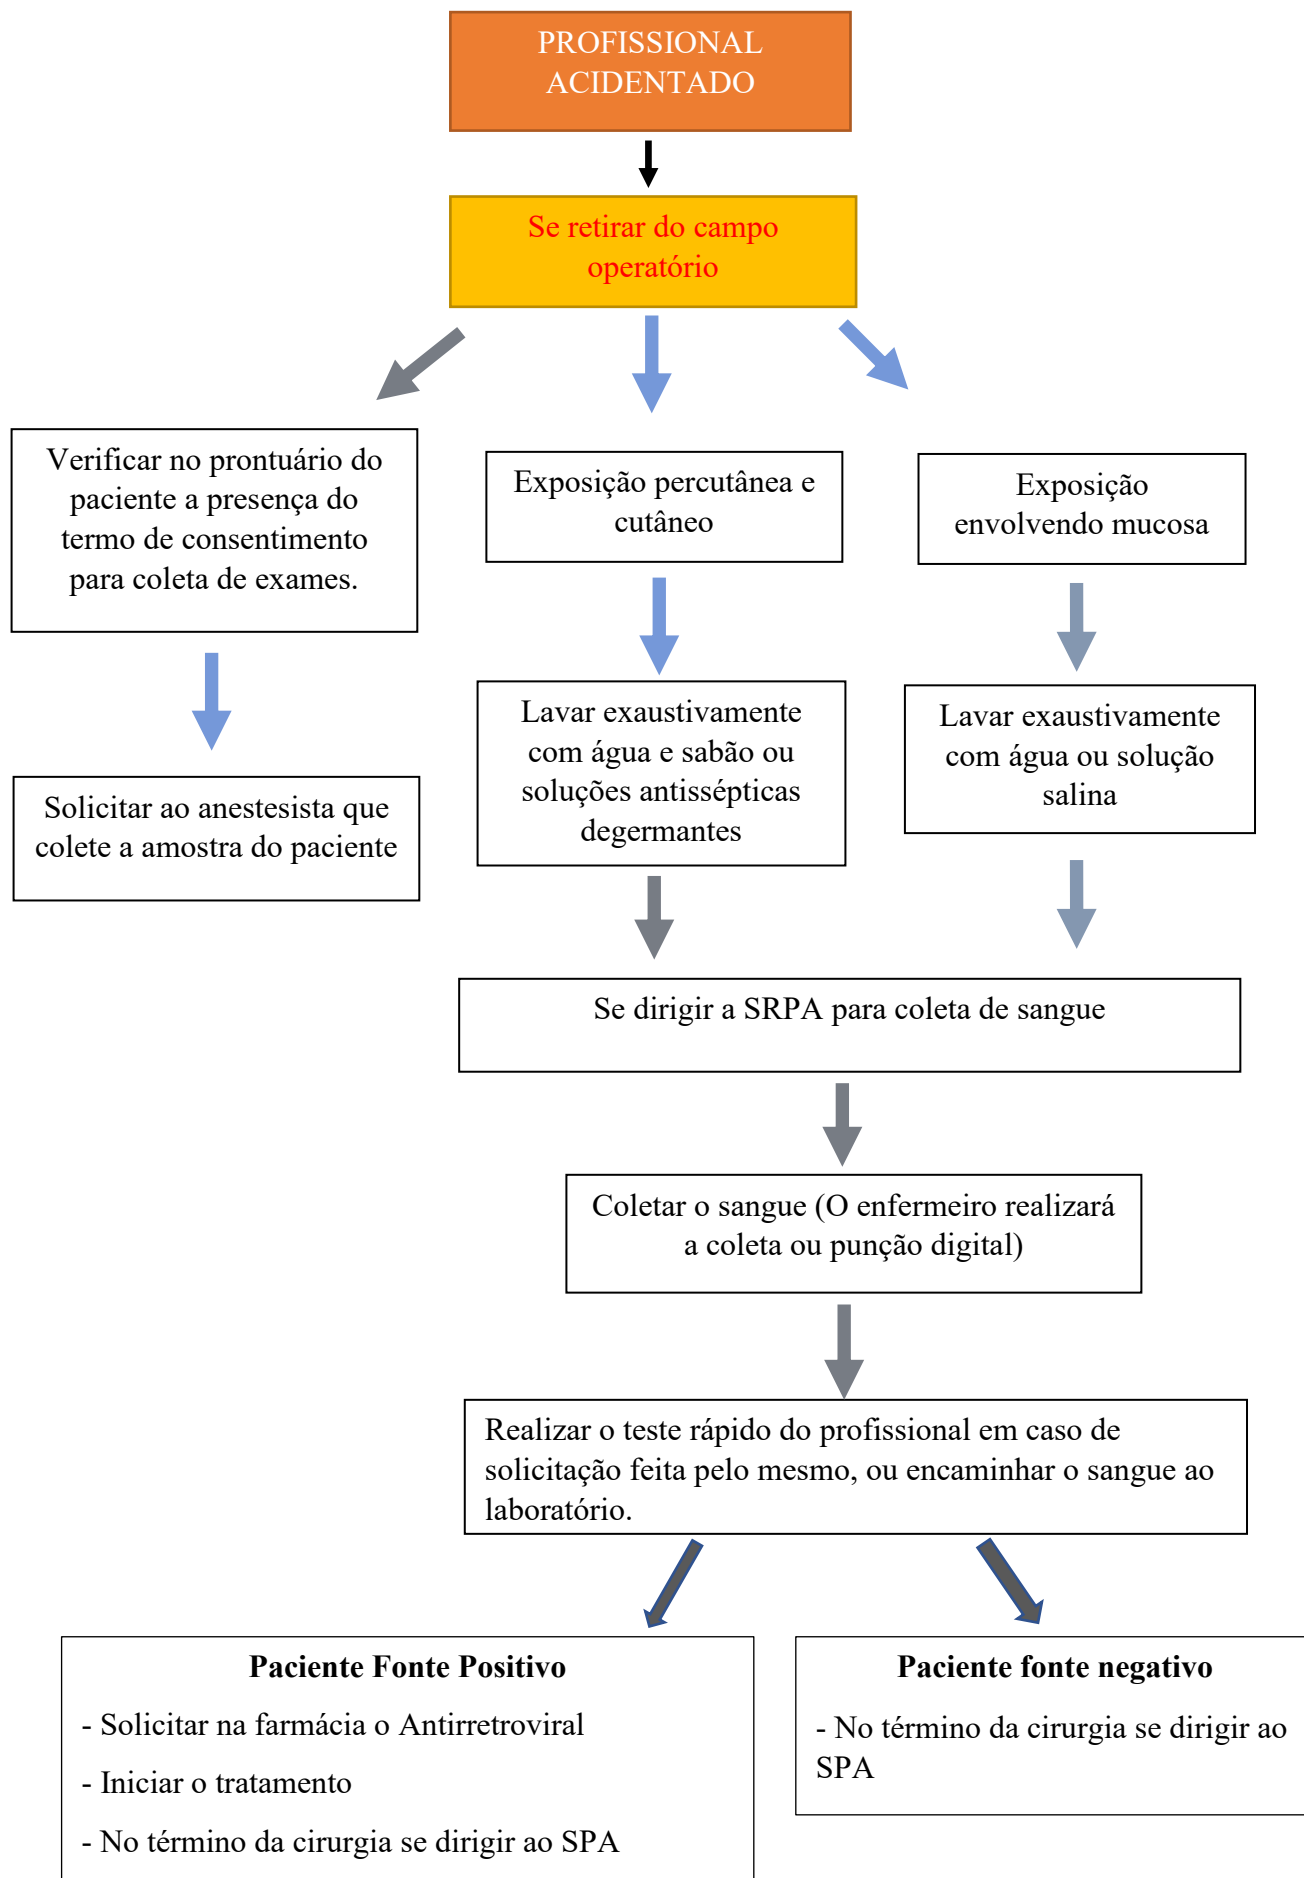 PROFISSIONAL
ACIDENTADO
Se retirar do campo
operatório
Verificar no prontuário do
paciente a presença do
termo de consentimento
para coleta de exames.
Exposição percutânea e
cutâneo
Exposição
envolvendo mucosa
Solicitar ao anestesista que
colete a amostra do paciente
Lavar exaustivamente
com água e sabão ou
soluções antissépticas
degermantes
Lavar exaustivamente
com água ou solução
salina
Se dirigir a SRPA para coleta de sangue
Coletar o sangue (O enfermeiro realizará
a coleta ou punção digital)
Realizar o teste rápido do profissional em caso de
solicitação feita pelo mesmo, ou encaminhar o sangue ao
laboratório.
Paciente Fonte Positivo
- Solicitar na farmácia o Antirretroviral
- Iniciar o tratamento
- No término da cirurgia se dirigir ao SPA
Paciente fonte negativo
- No término da cirurgia se dirigir ao
SPA